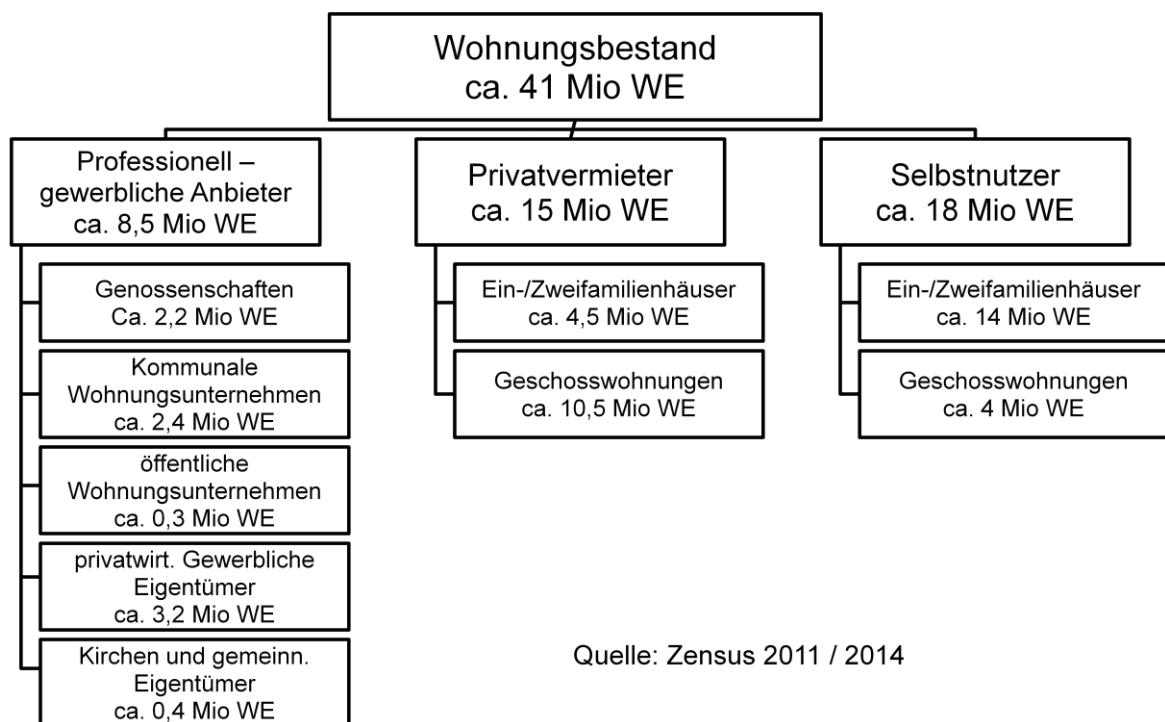 Wohnungsbestand
ca. 41 Mio WE
Professionell –
gewerbliche Anbieter
ca. 8,5 Mio WE
Genossenschaften
Ca. 2,2 Mio WE
Kommunale
Wohnungsunternehmen
ca. 2,4 Mio WE
öffentliche
Wohnungsunternehmen
ca. 0,3 Mio WE
privatwirt. Gewerbliche
Eigentümer
ca. 3,2 Mio WE
Kirchen und gemeinn.
Eigentümer
ca. 0,4 Mio WE
Privatvermieter
ca. 15 Mio WE
Ein-/Zweifamilienhäuser
ca. 4,5 Mio WE
Geschosswohnungen
ca. 10,5 Mio WE
Selbstnutzer
ca. 18 Mio WE
Ein-/Zweifamilienhäuser
ca. 14 Mio WE
Geschosswohnungen
ca. 4 Mio WE
Quelle: Zensus 2011 / 2014